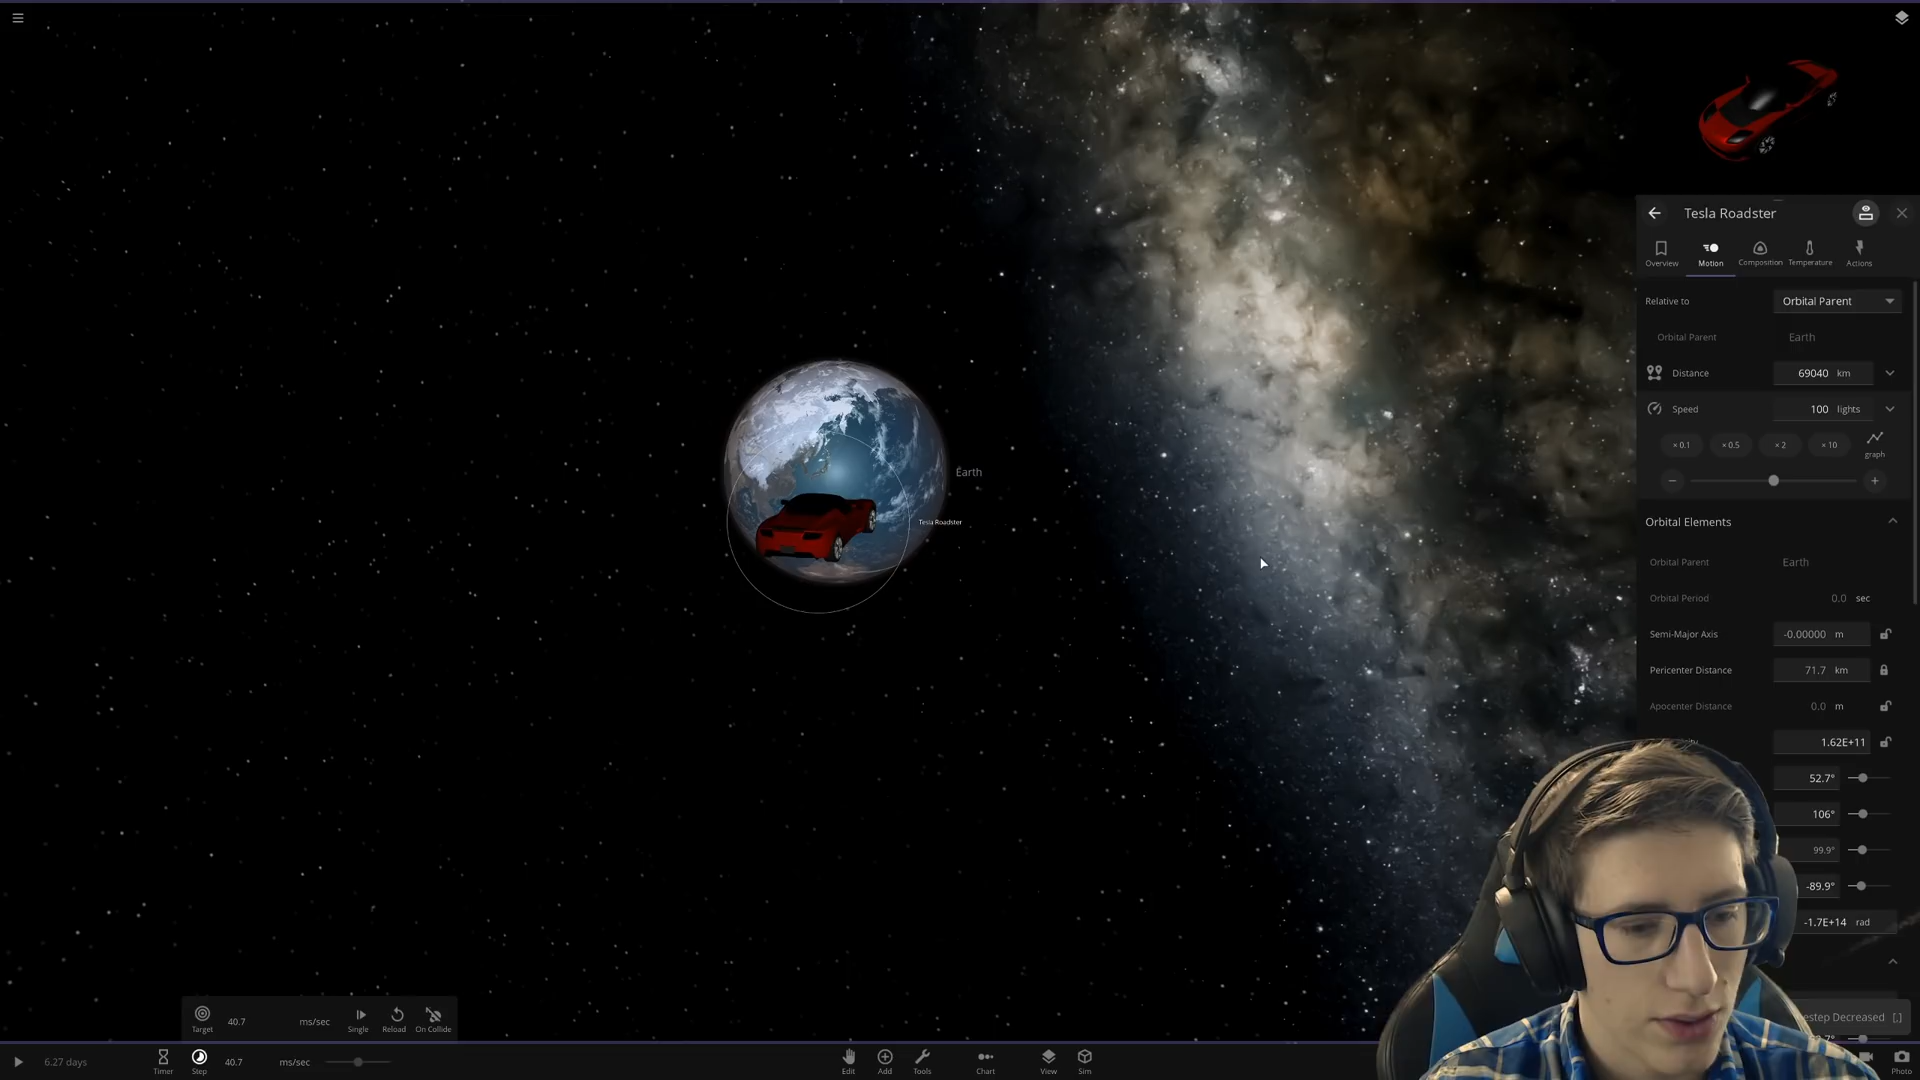 Tesla Roadster
Overview
Motion
Composition
Temperature
Actions
Relative to Orbital Parent
Orbital Parent Earth
Distance 69040 km
Speed 100 lights
× 0.1 × 0.5 × 2 × 10 graph
Orbital Elements
Orbital Parent Earth
Orbital Period 0.0 sec
Semi-Major Axis -0.00000 m
Pericenter Distance 71.7 km
Apocenter Distance 0.0 m
1.62E+11
52.7°
106°
99.9°
-89.9°
-1.7E+14 rad
Earth
Tesla Roadster
Target 40.7 ms/sec Single Reload On Collide
estep Decreased [,]
6.27 days Timer Step 40.7 ms/sec
Edit Add Tools Chart View Sim
Photo